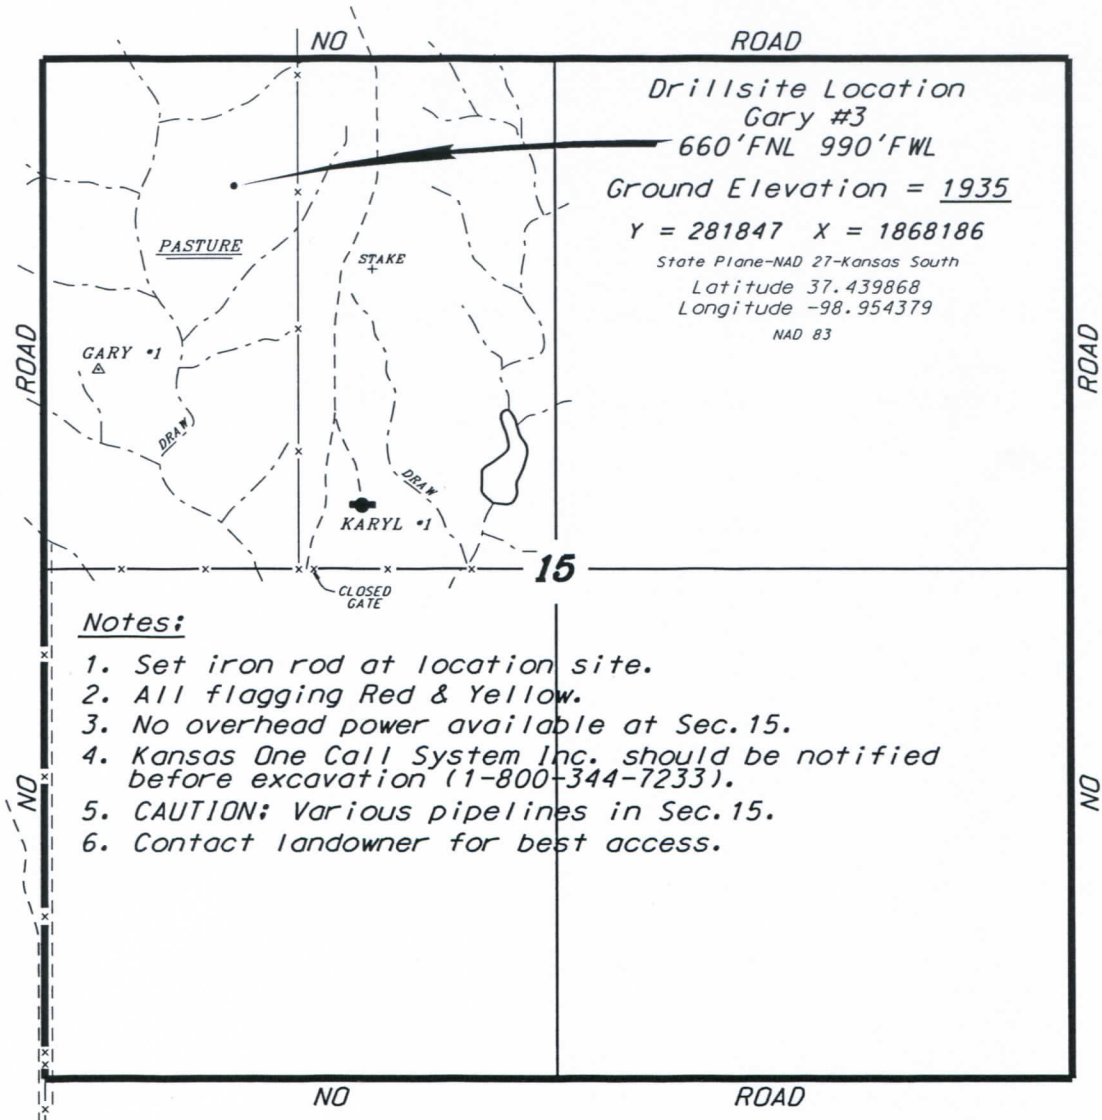 NO ROAD
Drillsite Location
Gary #3
660'FNL 990'FWL
Ground Elevation = 1935
Y = 281847 X = 1868186
State Plane-NAD 27-Kansas South
Latitude 37.439868
Longitude -98.954379
NAD 83
PASTURE
STAKE
ROAD
ROAD
GARY #1
DRAW
DRAW
KARYL #1
15
CLOSED
GATE
Notes:
1. Set iron rod at location site.
2. All flagging Red & Yellow.
3. No overhead power available at Sec.15.
4. Kansas One Call System Inc. should be notified
before excavation (1-800-344-7233).
5. CAUTION: Various pipelines in Sec.15.
6. Contact landowner for best access.
NO
NO
NO ROAD